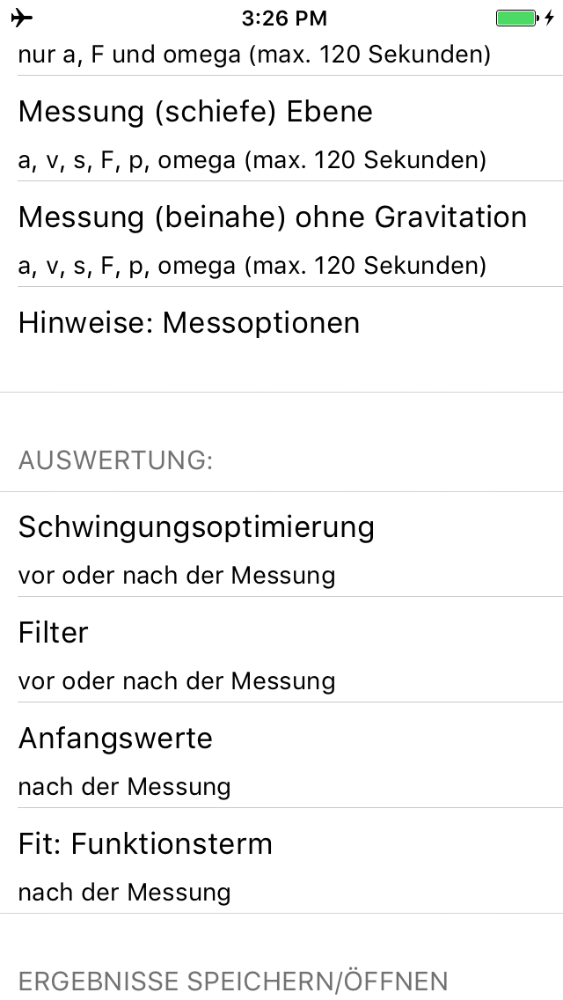 3:26 PM
nur a, F und omega (max. 120 Sekunden)
Messung (schiefe) Ebene
a, v, s, F, p, omega (max. 120 Sekunden)
Messung (beinahe) ohne Gravitation
a, v, s, F, p, omega (max. 120 Sekunden)
Hinweise: Messoptionen
AUSWERTUNG:
Schwingungsoptimierung
vor oder nach der Messung
Filter
vor oder nach der Messung
Anfangswerte
nach der Messung
Fit: Funktionsterm
nach der Messung
ERGEBNISSE SPEICHERN/ÖFFNEN